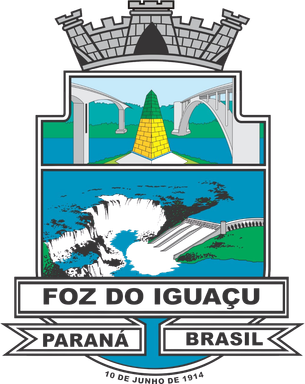 FOZ DO IGUAÇU
PARANÁ BRASIL
10 DE JUNHO DE 1914